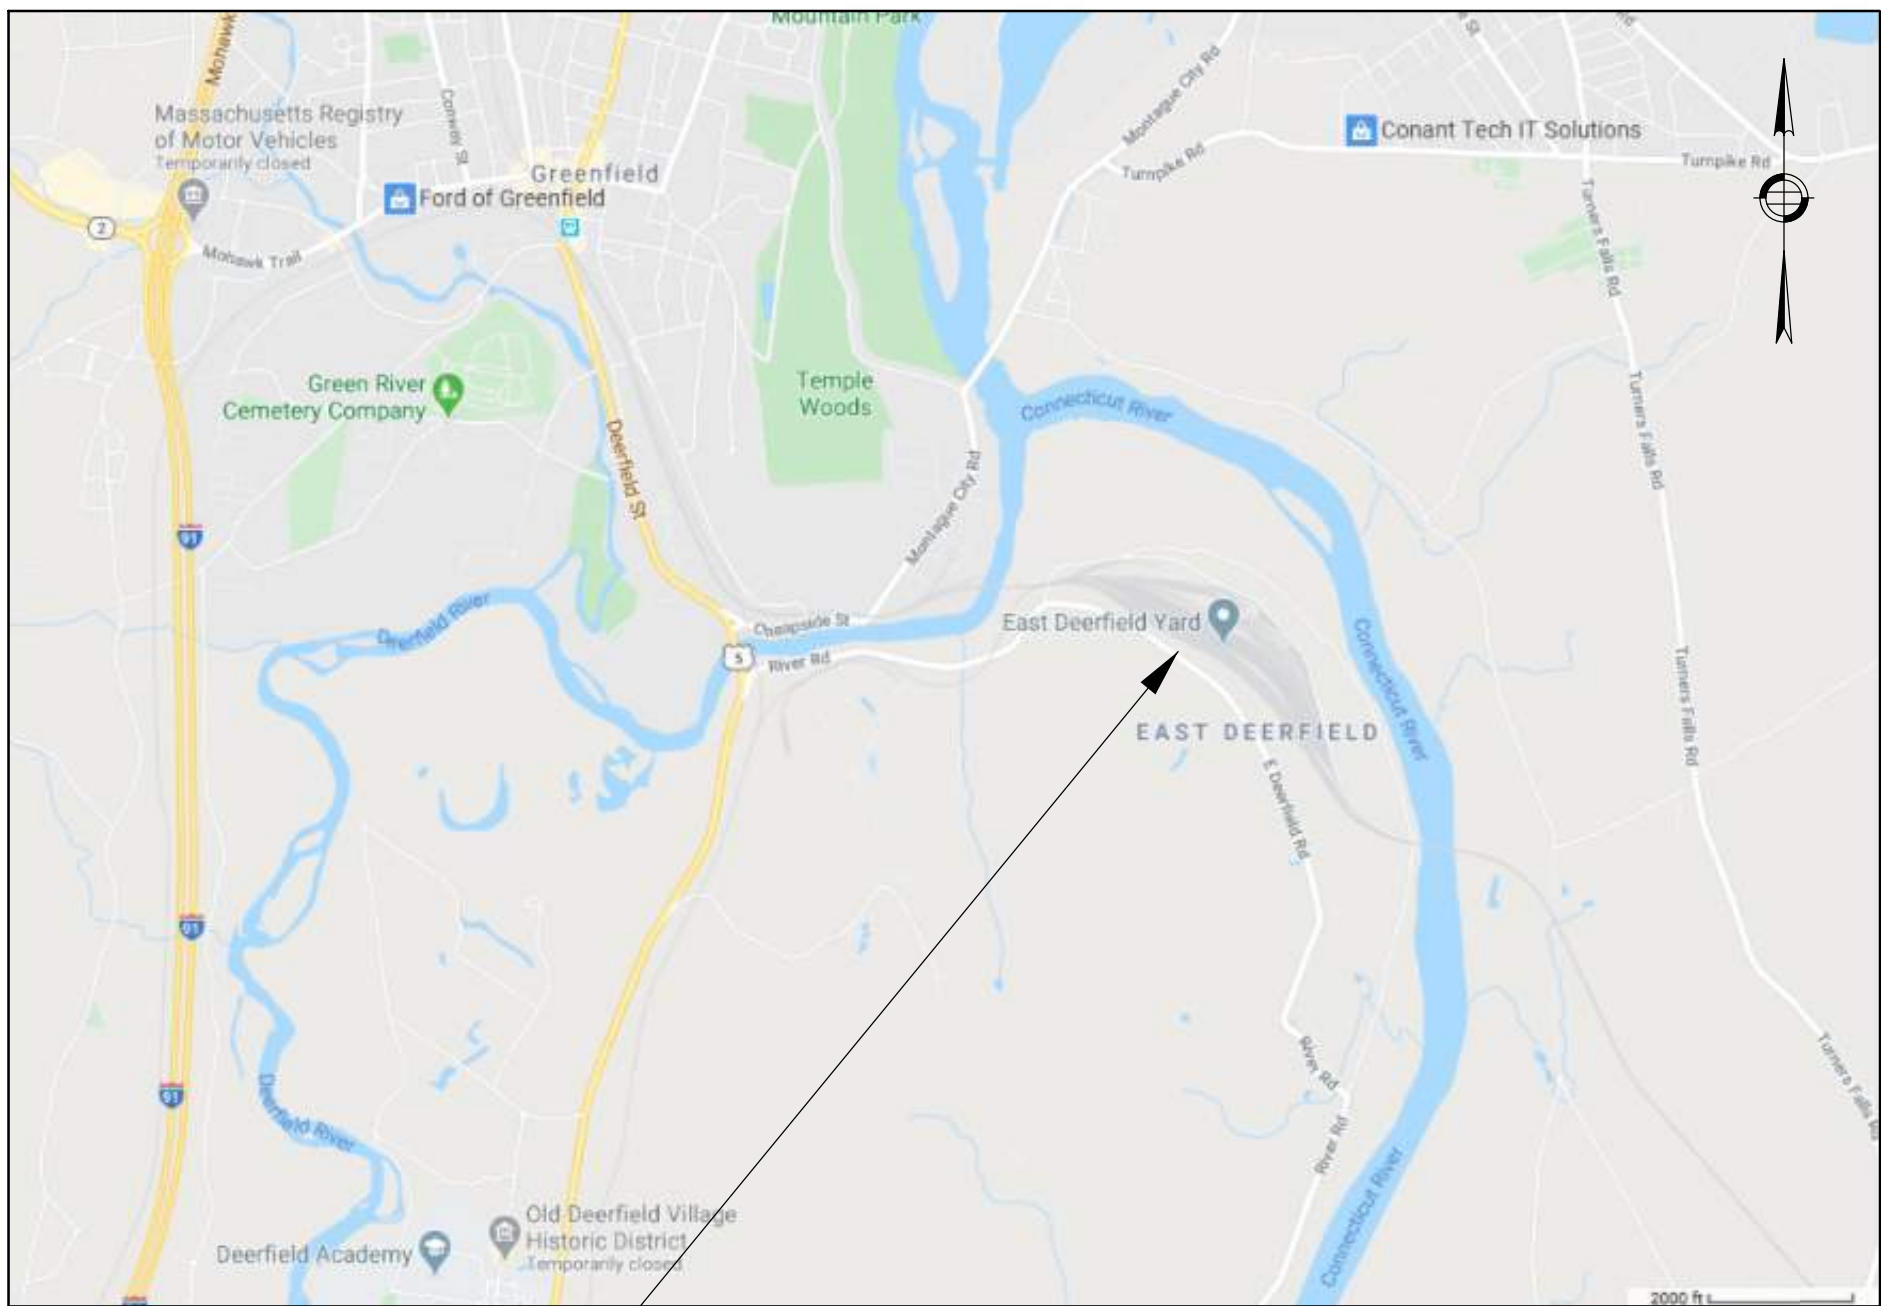 Mountain Park
Mohawk
Massachusetts Registry
of Motor Vehicles
Temporarily closed
Conway St
Montague City Rd
Conant Tech IT Solutions
Turnpike Rd
Turnpike Rd
Greenfield
Ford of Greenfield
2
Mohawk Trail
Turners Falls Rd
Green River
Cemetery Company
Temple
Woods
Connecticut River
Turners Falls Rd
Deerfield St
Montague City Rd
91
Deerfield River
Cheapside St
East Deerfield Yard
5
River Rd
Connecticut River
Turners Falls Rd
EAST DEERFIELD
E Deerfield Rd
91
91
River Rd
Turners Falls Rd
Deerfield River
River Rd
Connecticut River
Old Deerfield Village
Historic District
Temporarily closed
Deerfield Academy
2000 ft